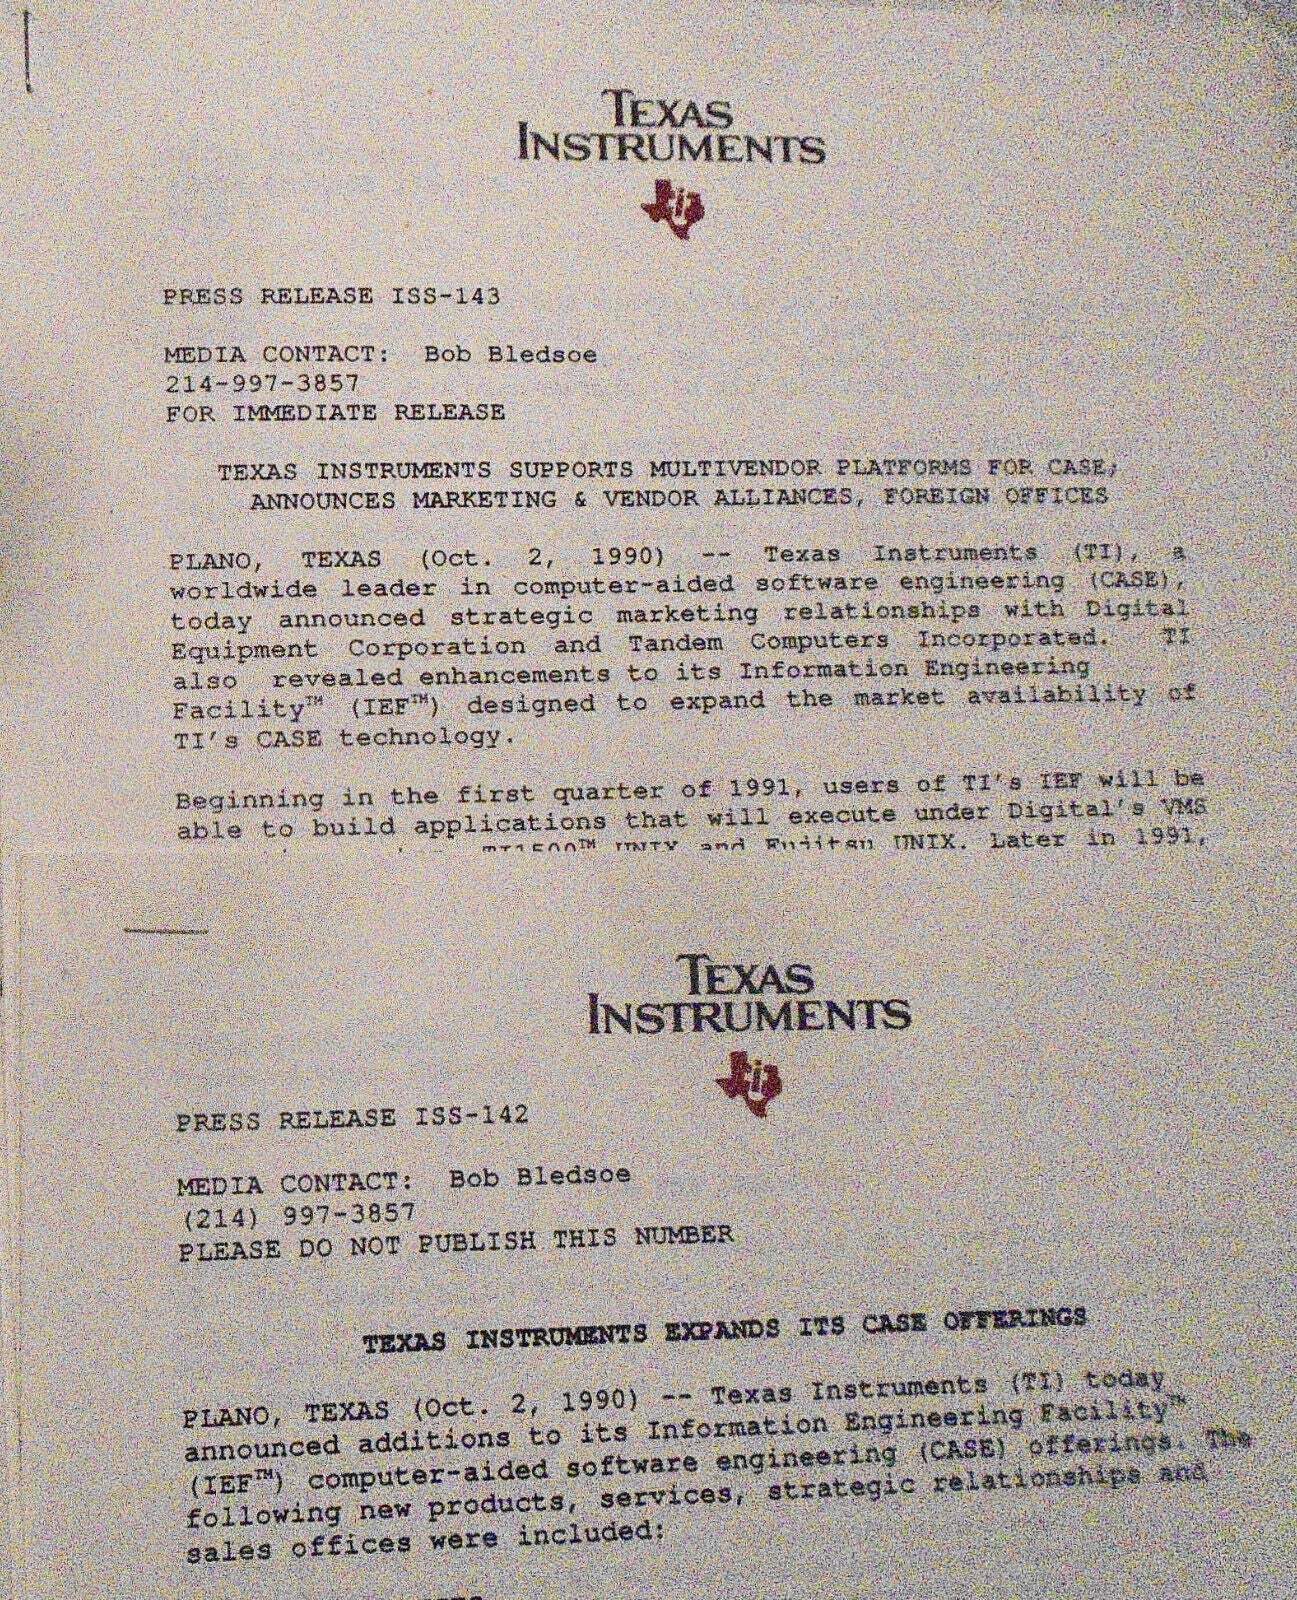 TEXAS
INSTRUMENTS
PRESS RELEASE ISS-143
MEDIA CONTACT: Bob Bledsoe
214-997-3857
FOR IMMEDIATE RELEASE
TEXAS INSTRUMENTS SUPPORTS MULTIVENDOR PLATFORMS FOR CASE;
ANNOUNCES MARKETING & VENDOR ALLIANCES, FOREIGN OFFICES
PLANO, TEXAS (Oct. 2, 1990) -- Texas Instruments (TI), a
worldwide leader in computer-aided software engineering (CASE),
today announced strategic marketing relationships with Digital
Equipment Corporation and Tandem Computers Incorporated. TI
also revealed enhancements to its Information Engineering
Facility™ (IEF™) designed to expand the market availability of
TI's CASE technology.
Beginning in the first quarter of 1991, users of TI's IEF will be
able to build applications that will execute under Digital's VMS
UNIX and Fujitsu UNIX. Later in 1991,
TEXAS
INSTRUMENTS
PRESS RELEASE ISS-142
MEDIA CONTACT: Bob Bledsoe
(214) 997-3857
PLEASE DO NOT PUBLISH THIS NUMBER
TEXAS INSTRUMENTS EXPANDS ITS CASE OFFERINGS
PLANO, TEXAS (Oct. 2, 1990) -- Texas Instruments (TI) today
announced additions to its Information Engineering Facility™
(IEF™) computer-aided software engineering (CASE) offerings. The
following new products, services, strategic relationships and
sales offices were included: